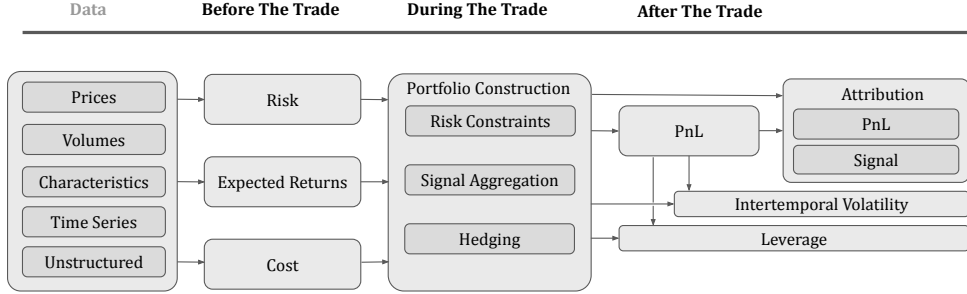 Data
Before The Trade
During The Trade
After The Trade
Prices
Volumes
Characteristics
Time Series
Unstructured
Risk
Expected Returns
Cost
Portfolio Construction
Risk Constraints
Signal Aggregation
Hedging
PnL
Attribution
PnL
Signal
Intertemporal Volatility
Leverage